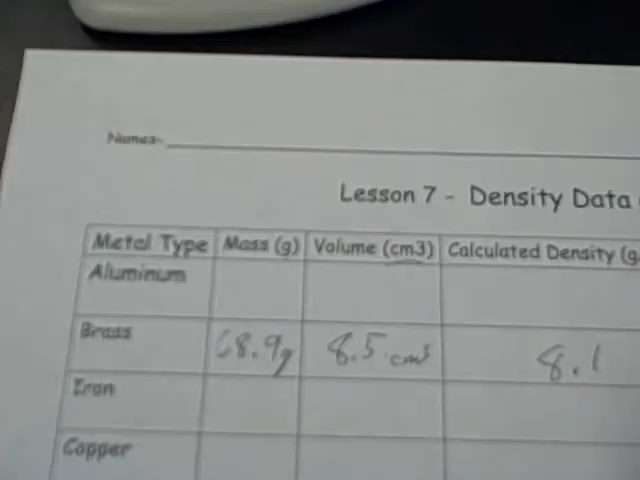 Names-
Lesson 7 - Density Data
Metal Type Mass (g) Volume (cm3) Calculated Density (g
Aluminum
Brass 68.9g 8.5 cm3 8.1
Iron
Copper